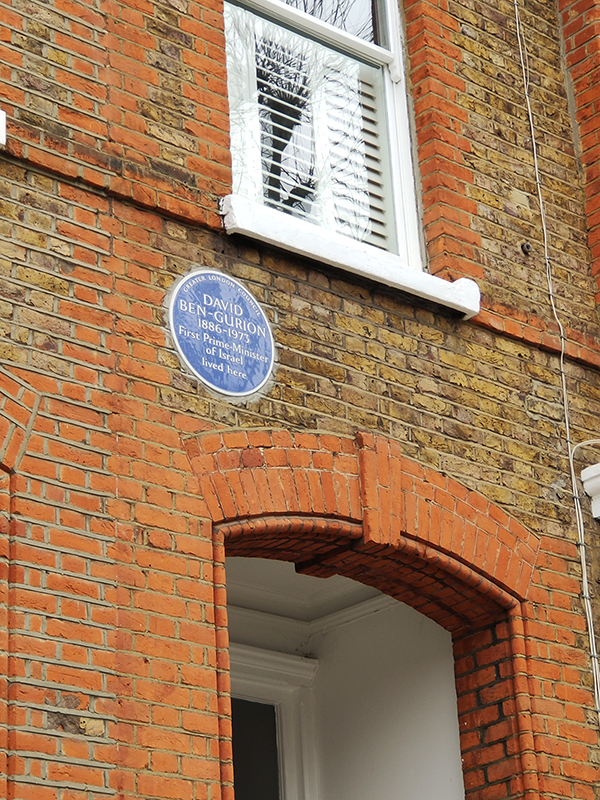 GREATER LONDON COUNCIL
DAVID
BEN-GURION
1886-1973
First Prime Minister
of Israel
lived here